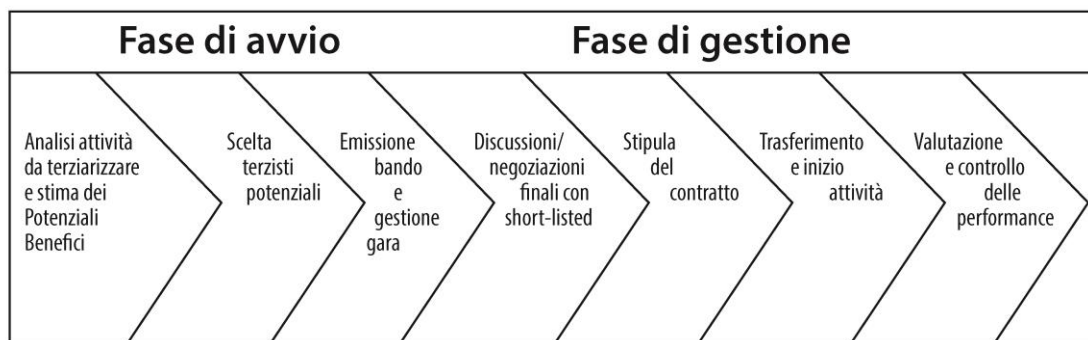 Fase di avvio
Fase di gestione
Analisi attività
da terziarizzare
e stima dei
Potenziali
Benefici
Scelta
terzisti
potenziali
Emissione
bando
e
gestione
gara
Discussioni/
negoziazioni
finali con
short-listed
Stipula
del
contratto
Trasferimento
e inizio
attività
Valutazione
e controllo
delle
performance